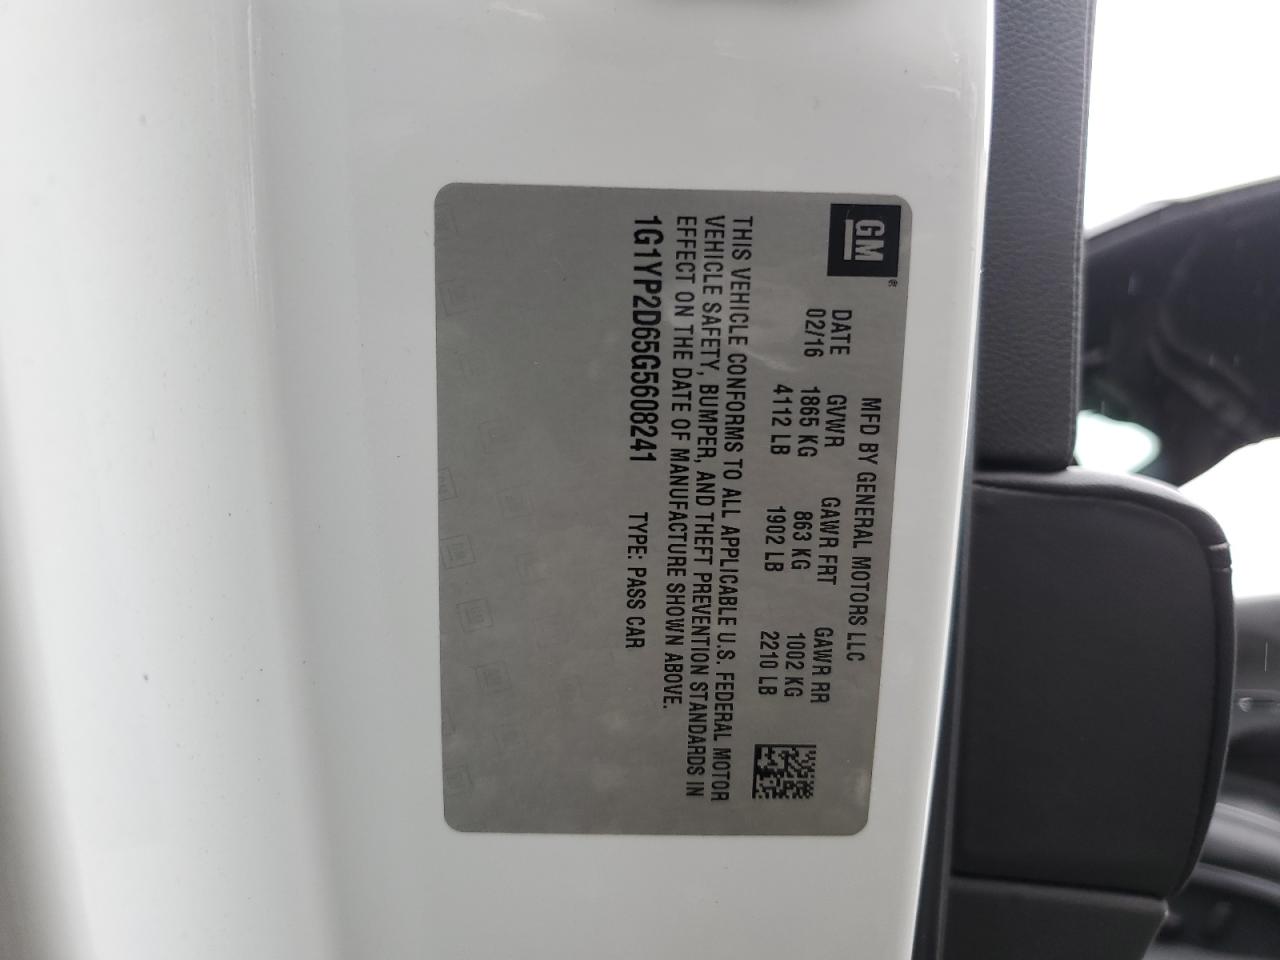 GM®
MFD BY GENERAL MOTORS LLC
DATE GVWR GAWR FRT GAWR RR
02/16 1865 KG 863 KG 1002 KG
4112 LB 1902 LB 2210 LB
THIS VEHICLE CONFORMS TO ALL APPLICABLE U.S. FEDERAL MOTOR
VEHICLE SAFETY, BUMPER, AND THEFT PREVENTION STANDARDS IN
EFFECT ON THE DATE OF MANUFACTURE SHOWN ABOVE.
1G1YP2D65G5608241 TYPE: PASS CAR